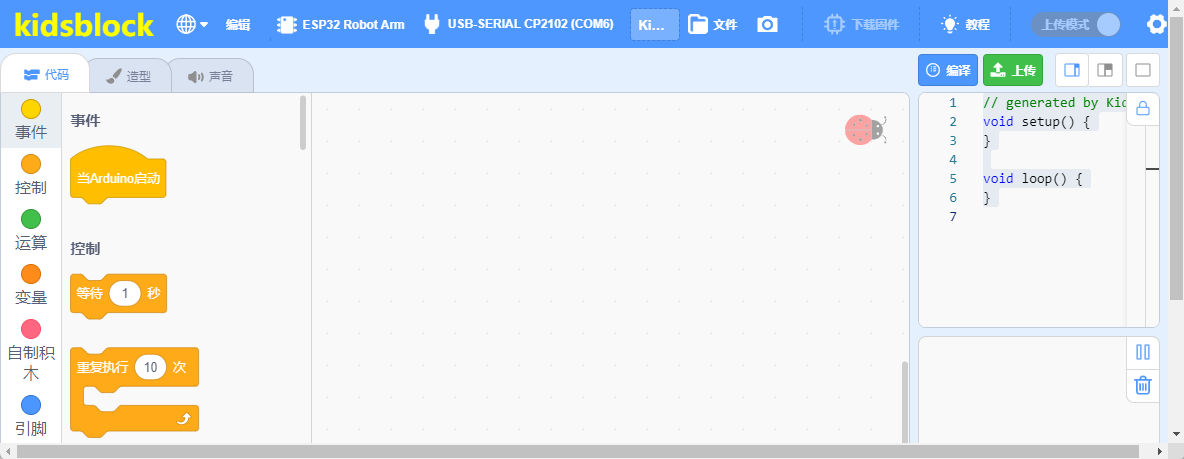 kidsblock 编辑 ESP32 Robot Arm USB-SERIAL CP2102 (COM6) Ki... 文件 下载固件 教程 上传模式
代码 造型 声音 编译 上传
事件
控制
运算
变量
自制积
木
引脚
事件
当Arduino启动
控制
等待 1 秒
重复执行 10 次
1 // generated by Kid
2 void setup() {
3 }
4
5 void loop() {
6 }
7